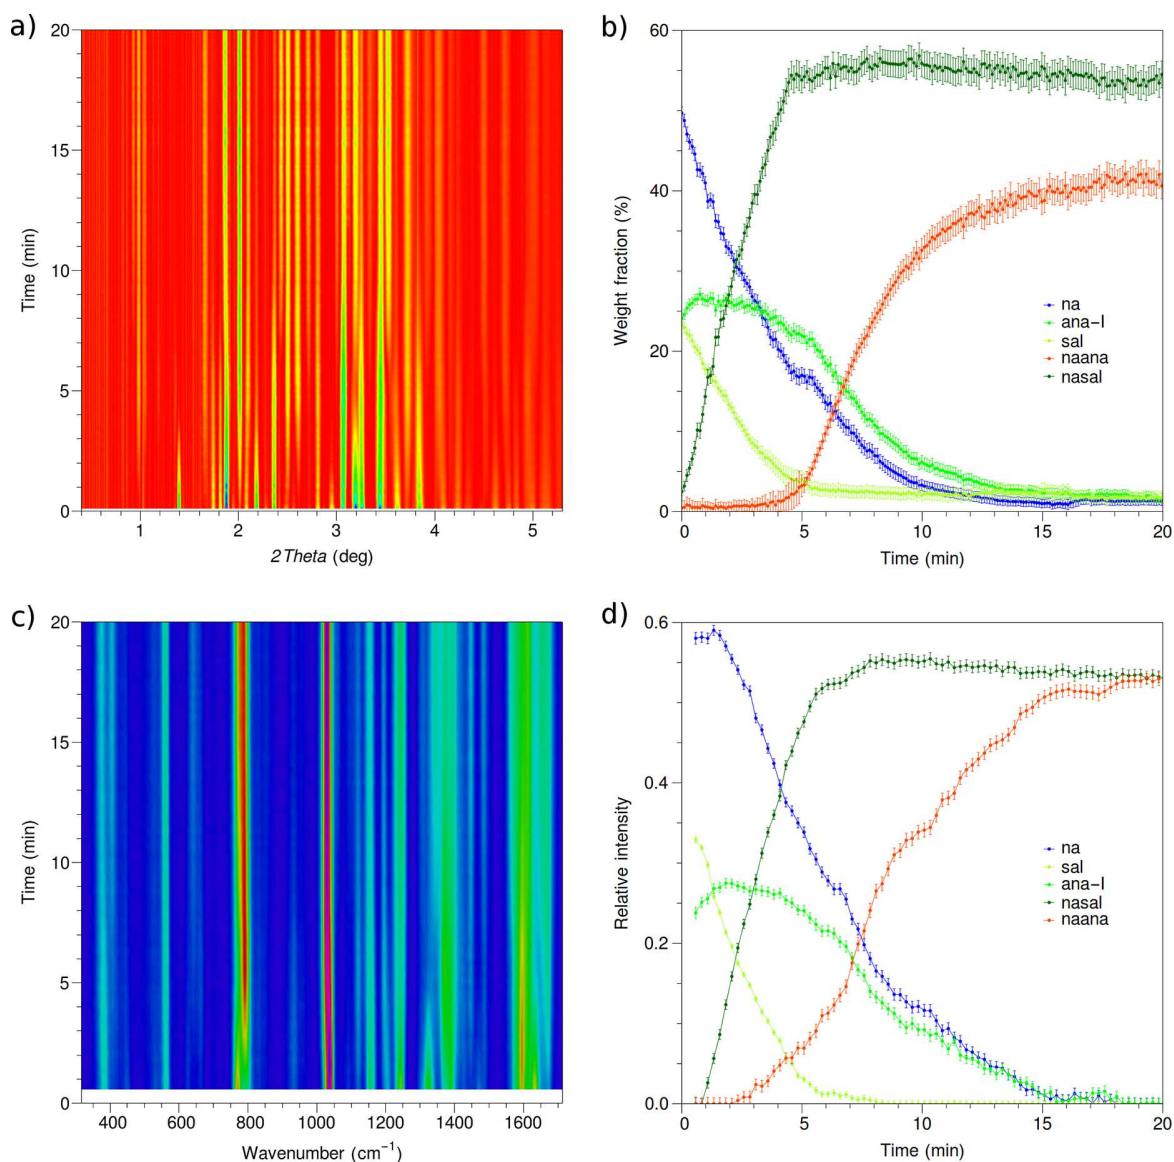 a)
20
15
10
5
0
Time (min)
1
2
3
4
5
2Theta (deg)
b)
60
40
20
0
Weight fraction (%)
na
ana-I
sal
naana
nasal
0
5
10
15
20
Time (min)
c)
20
15
10
5
0
Time (min)
400
600
800
1000
1200
1400
1600
Wavenumber (cm⁻¹)
d)
0.6
0.4
0.2
0.0
Relative intensity
na
sal
ana-I
nasal
naana
0
5
10
15
20
Time (min)